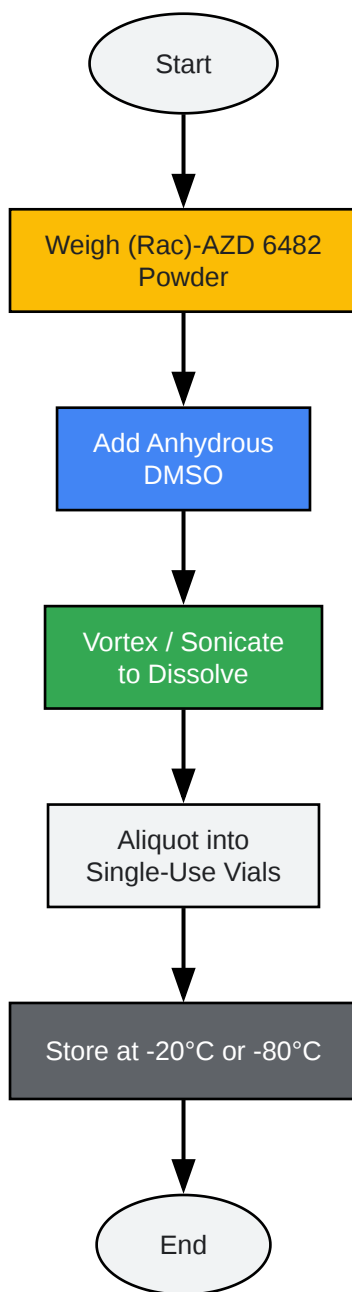 Start
Weigh (Rac)-AZD 6482
Powder
Add Anhydrous
DMSO
Vortex / Sonicate
to Dissolve
Aliquot into
Single-Use Vials
Store at -20°C or -80°C
End